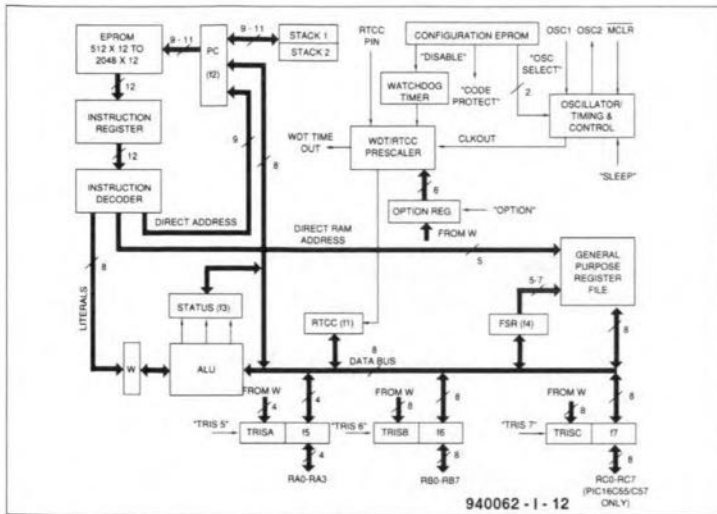 EPROM
512 X 12 TO
2048 X 12
9 - 11
PC
(f2)
9 - 11
STACK 1
STACK 2
RTCC
PIN
CONFIGURATION EPROM
OSC1
OSC2
MCLR
"DISABLE"
"CODE
PROTECT"
"OSC
SELECT"
2
WATCHDOG
TIMER
OSCILLATOR/
TIMING &
CONTROL
12
INSTRUCTION
REGISTER
12
INSTRUCTION
DECODER
9
8
WDT TIME
OUT
WDT/RTCC
PRESCALER
CLKOUT
"SLEEP"
6
OPTION REG.
"OPTION"
FROM W
DIRECT ADDRESS
DIRECT RAM
ADDRESS
5
GENERAL
PURPOSE
REGISTER
FILE
8
LITERALS
STATUS (f3)
5-7
RTCC (f1)
FSR (f4)
8
W
ALU
8
DATA BUS
FROM W
4
4
FROM W
8
8
FROM W
8
8
"TRIS 5"
TRISA
f5
"TRIS 6"
TRISB
f6
"TRIS 7"
TRISC
f7
4
8
8
RA0-RA3
RB0-RB7
RC0-RC7
(PIC16C55/C57
ONLY)
940062 - I - 12